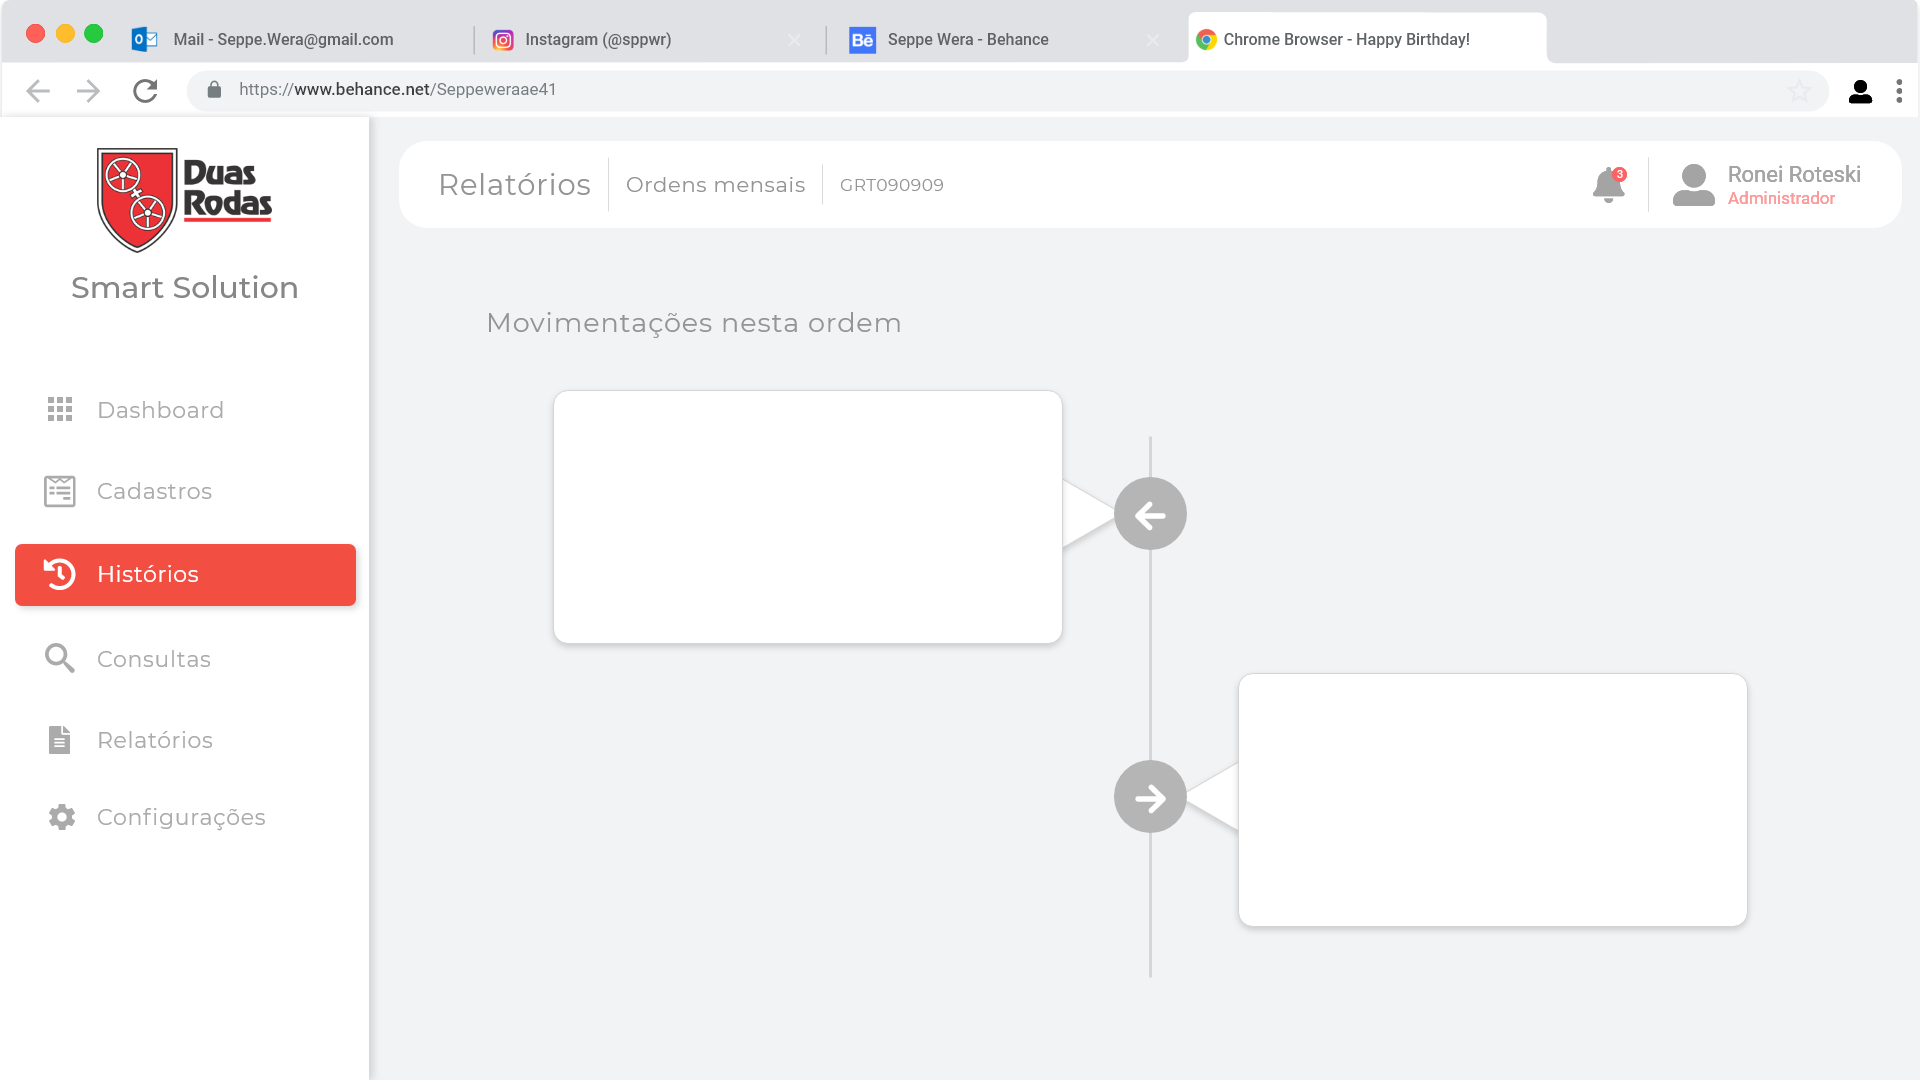 Mail - Seppe.Wera@gmail.com
Instagram (@sppwr)
Bē
Seppe Wera - Behance
Chrome Browser - Happy Birthday!
https://www.behance.net/Seppeweraae41
Duas
Rodas
Smart Solution
Relatórios
Ordens mensais
GRT090909
3
Ronei Roteski
Administrador
Movimentações nesta ordem
Dashboard
Cadastros
Histórios
Consultas
Relatórios
Configurações